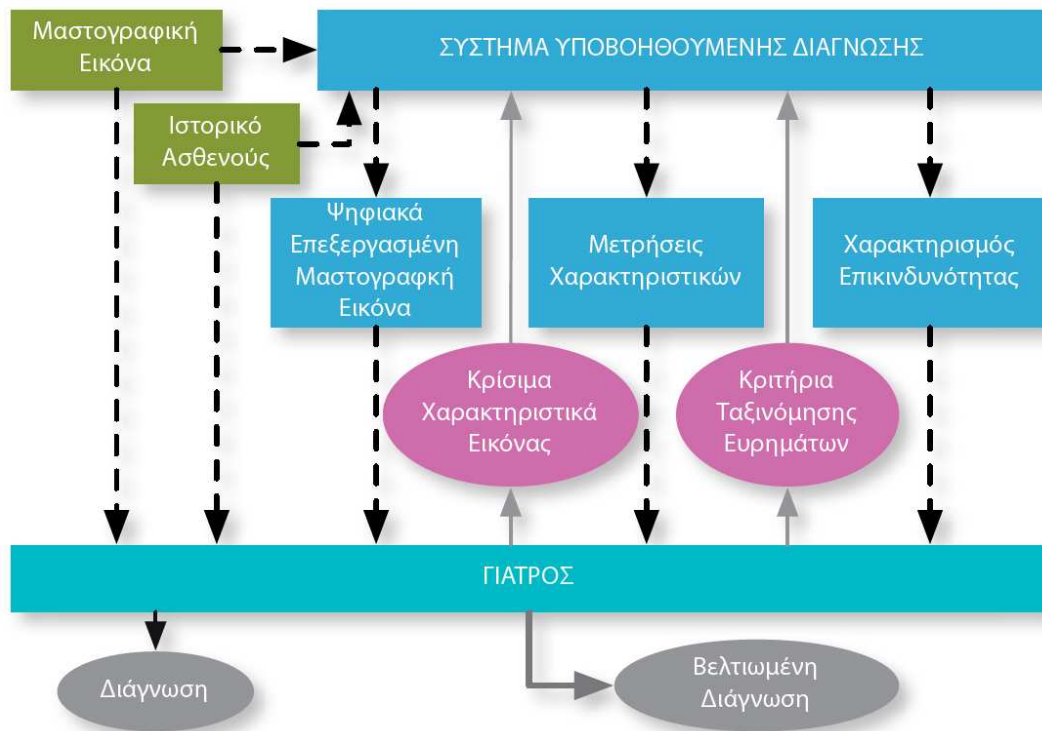 Μαστογραφική
Εικόνα
ΣΥΣΤΗΜΑ ΥΠΟΒΟΗΘΟΥΜΕΝΗΣ ΔΙΑΓΝΩΣΗΣ
Ιστορικό
Ασθενούς
Ψηφιακά
Επεξεργασμένη
Μαστογραφκή
Εικόνα
Μετρήσεις
Χαρακτηριστικών
Χαρακτηρισμός
Επικινδυνότητας
Κρίσιμα
Χαρακτηριστικά
Εικόνας
Κριτήρια
Ταξινόμησης
Ευρημάτων
ΓΙΑΤΡΟΣ
Διάγνωση
Βελτιωμένη
Διάγνωση